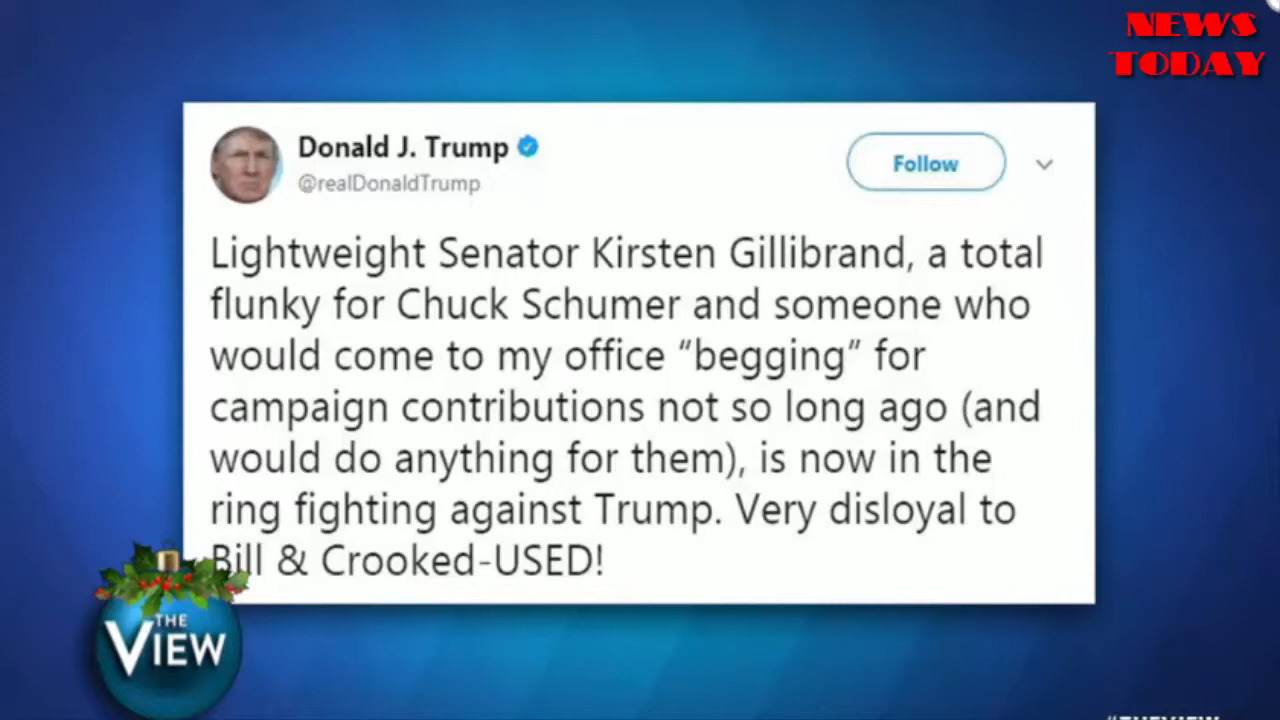 NEWS
TODAY
Donald J. Trump
@realDonaldTrump
Follow
Lightweight Senator Kirsten Gillibrand, a total
flunky for Chuck Schumer and someone who
would come to my office “begging” for
campaign contributions not so long ago (and
would do anything for them), is now in the
ring fighting against Trump. Very disloyal to
Bill & Crooked-USED!
THE
VIEW
#THEVIEW